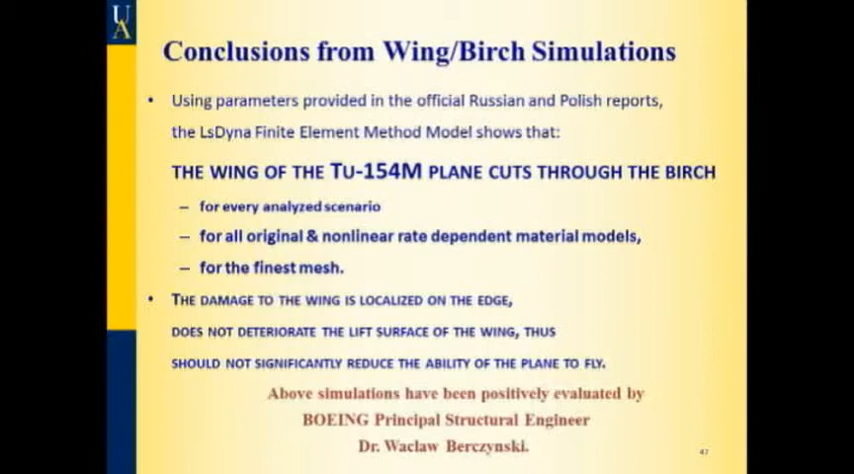 UA
Conclusions from Wing/Birch Simulations
• Using parameters provided in the official Russian and Polish reports,
the LsDyna Finite Element Method Model shows that:
THE WING OF THE TU-154M PLANE CUTS THROUGH THE BIRCH
– for every analyzed scenario
– for all original & nonlinear rate dependent material models,
– for the finest mesh.
• THE DAMAGE TO THE WING IS LOCALIZED ON THE EDGE,
DOES NOT DETERIORATE THE LIFT SURFACE OF THE WING, THUS
SHOULD NOT SIGNIFICANTLY REDUCE THE ABILITY OF THE PLANE TO FLY.
Above simulations have been positively evaluated by
BOEING Principal Structural Engineer
Dr. Waclaw Berczynski.